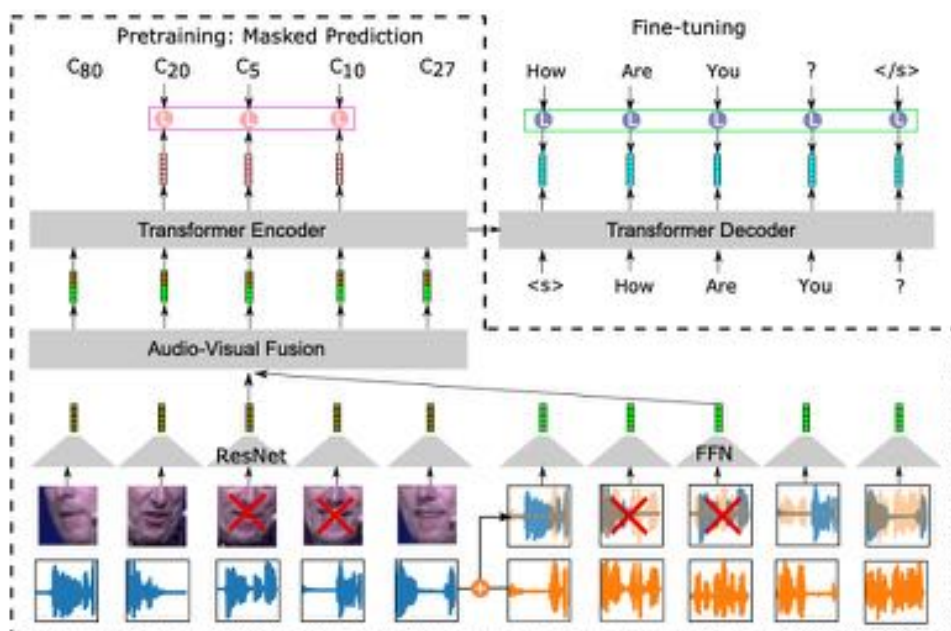 Pretraining: Masked Prediction
C80 C20 C5 C10 C27
L L L
Transformer Encoder
Audio-Visual Fusion
ResNet
Fine-tuning
How Are You ? </s>
L L L L L
Transformer Decoder
<s> How Are You ?
FFN